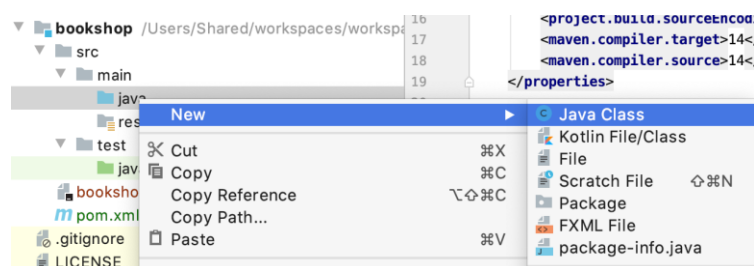 bookshop /Users/Shared/workspaces/workspa
src
main
java
res
test
java
booksho
pom.xml
.gitignore
LICENSE
16 <project.build.sourceEncodi
17 <maven.compiler.target>14</
18 <maven.compiler.source>14</
19 </properties>
New
Cut ⌘X
Copy ⌘C
Copy Reference ⌥⇧⌘C
Copy Path...
Paste ⌘V
Java Class
Kotlin File/Class
File
Scratch File ⇧⌘N
Package
FXML File
package-info.java